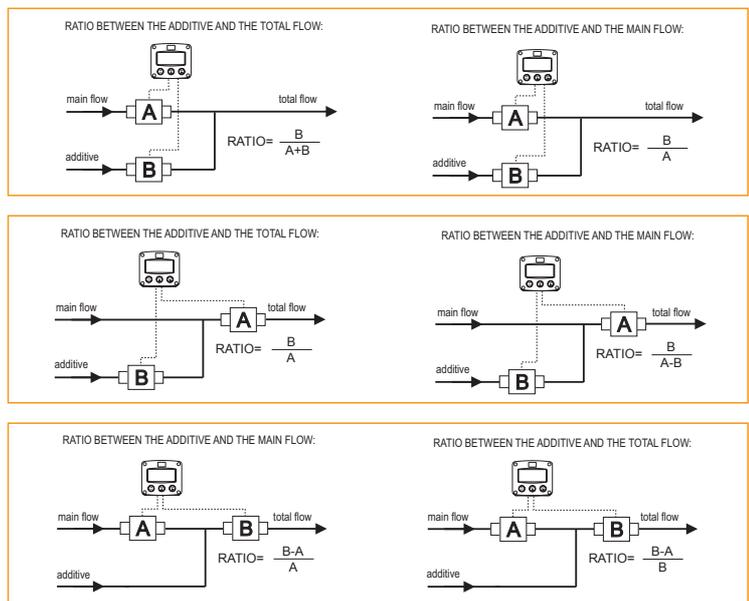 RATIO BETWEEN THE ADDITIVE AND THE TOTAL FLOW:
main flow
A
total flow
RATIO= B
A+B
additive
B
RATIO BETWEEN THE ADDITIVE AND THE MAIN FLOW:
main flow
A
total flow
RATIO= B
A
additive
B
RATIO BETWEEN THE ADDITIVE AND THE TOTAL FLOW:
main flow
A
total flow
RATIO= B
A
additive
B
RATIO BETWEEN THE ADDITIVE AND THE MAIN FLOW:
main flow
A
total flow
RATIO= B
A-B
additive
B
RATIO BETWEEN THE ADDITIVE AND THE MAIN FLOW:
main flow
A
B
total flow
RATIO= B-A
A
additive
RATIO BETWEEN THE ADDITIVE AND THE TOTAL FLOW:
main flow
A
B
total flow
RATIO= B-A
B
additive